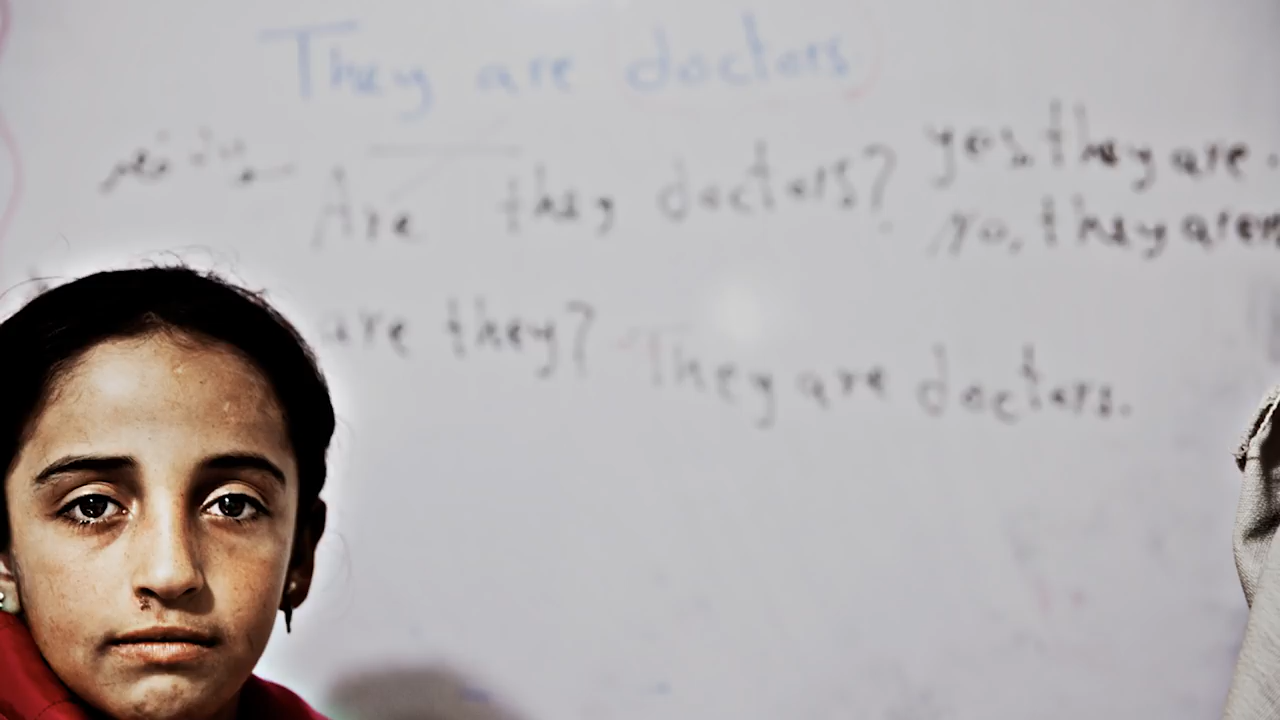 They are doctors
Are they doctors? yes, they are.
No, they aren
are they? They are doctors.